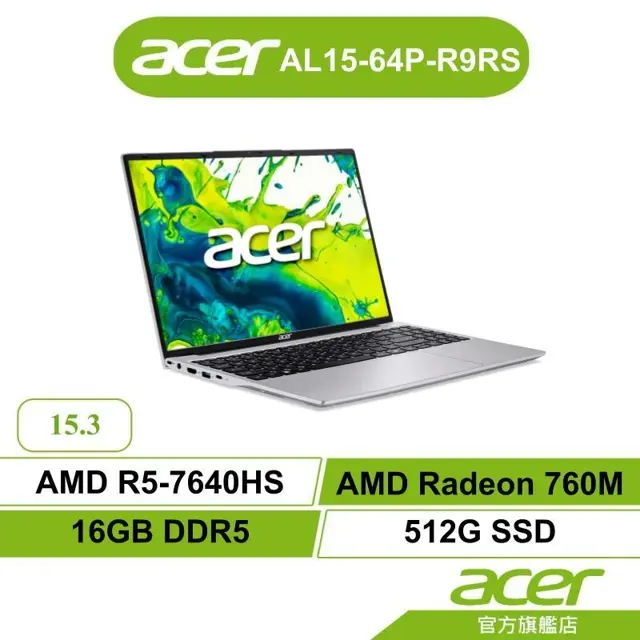 acer AL15-64P-R9RS
acer
acer
15.3
AMD R5-7640HS
AMD Radeon 760M
16GB DDR5
512G SSD
acer
官方旗艦店